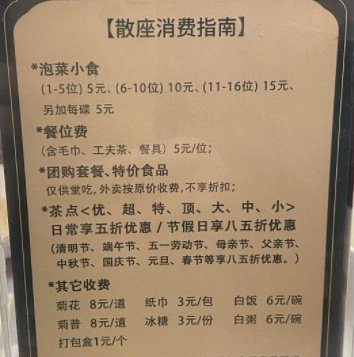 【散座消费指南】
*泡菜小食
(1-5位) 5元、(6-10位) 10元、(11-16位) 15元、
另加每碟 5元
*餐位费
(含毛巾、工夫茶、餐具) 5元/位；
*团购套餐、特价食品
仅供堂吃，外卖按原价收费，不享折扣；
*茶点<优、超、特、顶、大、中、小>
日常享五折优惠 / 节假日享八五折优惠
(清明节、端午节、五一劳动节、母亲节、父亲节、
中秋节、国庆节、元旦、春节等享八五折优惠。)
*其它收费
菊花 8元/道 纸巾 3元/包 白饭 6元/碗
菊普 8元/道 冰糖 3元/份 白粥 6元/碗
打包盒1元/个